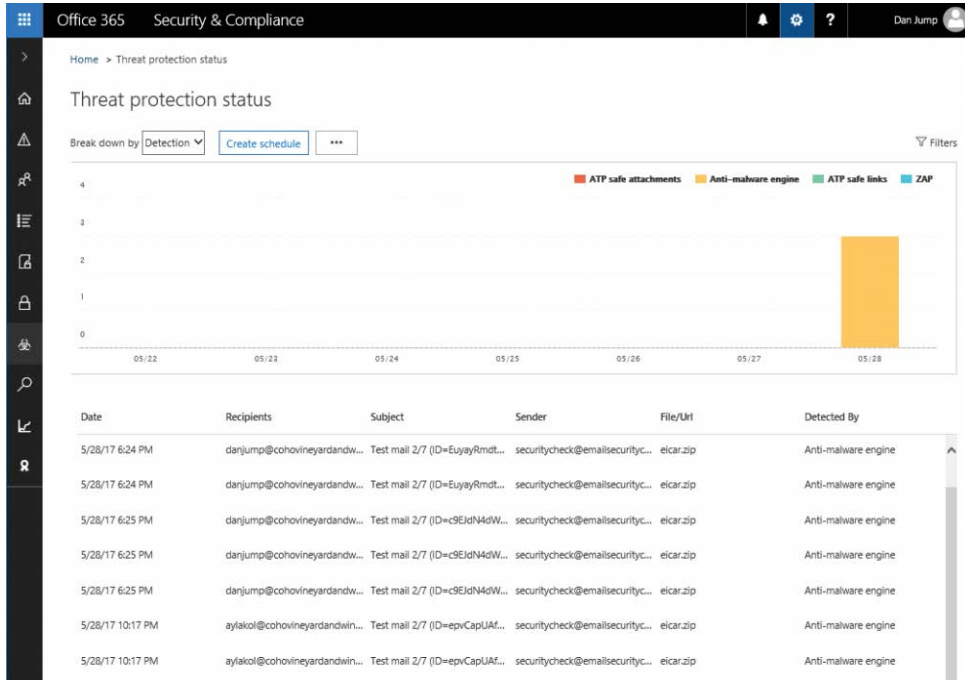 Office 365 Security & Compliance ? Dan Jump
Home > Threat protection status
Threat protection status
Break down by Detection Create schedule ••• Filters
ATP safe attachments Anti-malware engine ATP safe links ZAP
4
3
2
1
0
05/22 05/23 05/24 05/25 05/26 05/27 05/28
Date Recipients Subject Sender File/Url Detected By
5/28/17 6:24 PM danjump@cohovineyardandw... Test mail 2/7 (ID=EuyayRmdt... securitycheck@emailsecurityc... eicar.zip Anti-malware engine
5/28/17 6:24 PM danjump@cohovineyardandw... Test mail 2/7 (ID=EuyayRmdt... securitycheck@emailsecurityc... eicar.zip Anti-malware engine
5/28/17 6:25 PM danjump@cohovineyardandw... Test mail 2/7 (ID=c9EJdN4dW... securitycheck@emailsecurityc... eicar.zip Anti-malware engine
5/28/17 6:25 PM danjump@cohovineyardandw... Test mail 2/7 (ID=c9EJdN4dW... securitycheck@emailsecurityc... eicar.zip Anti-malware engine
5/28/17 6:25 PM danjump@cohovineyardandw... Test mail 2/7 (ID=c9EJdN4dW... securitycheck@emailsecurityc... eicar.zip Anti-malware engine
5/28/17 10:17 PM aylakol@cohovineyardandwin... Test mail 2/7 (ID=epvCapUAf... securitycheck@emailsecurityc... eicar.zip Anti-malware engine
5/28/17 10:17 PM aylakol@cohovineyardandwin... Test mail 2/7 (ID=epvCapUAf... securitycheck@emailsecurityc... eicar.zip Anti-malware engine